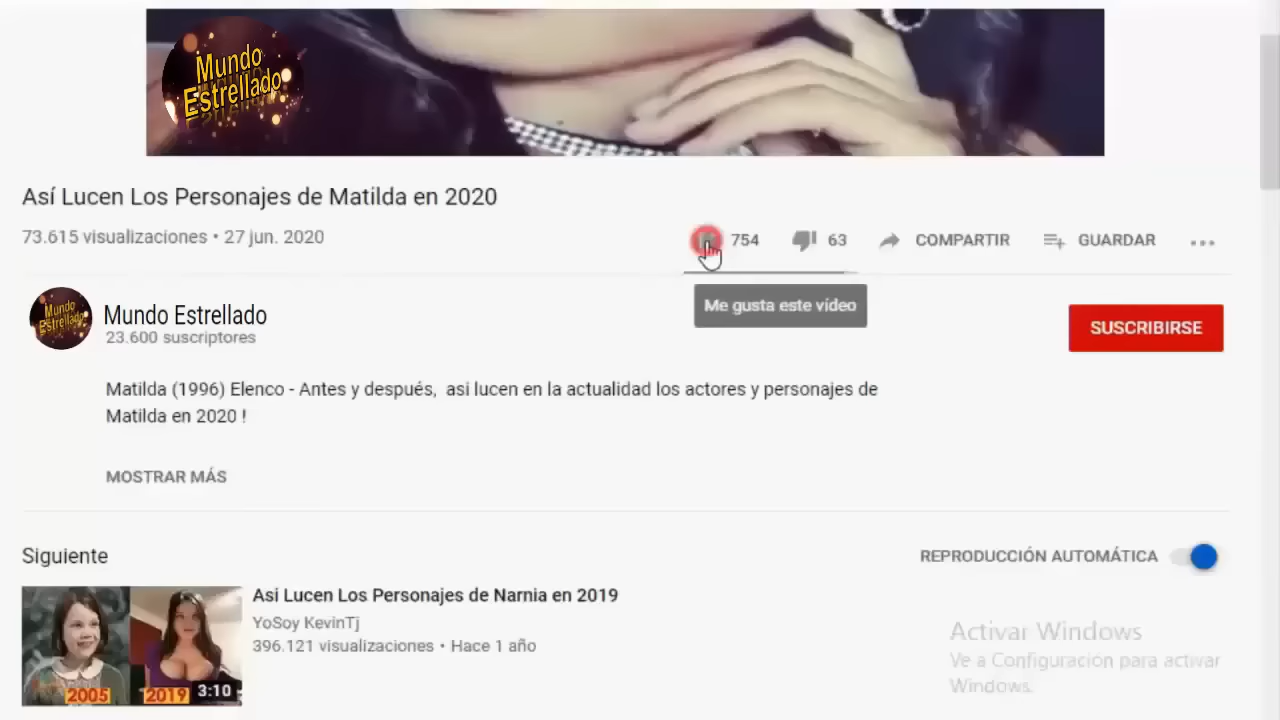 Mundo
Estrellado
Así Lucen Los Personajes de Matilda en 2020
73.615 visualizaciones • 27 jun. 2020
754
63
COMPARTIR
GUARDAR
Me gusta este vídeo
Mundo
Estrellado
Mundo Estrellado
23.600 suscriptores
SUSCRIBIRSE
Matilda (1996) Elenco - Antes y después, asi lucen en la actualidad los actores y personajes de
Matilda en 2020 !
MOSTRAR MÁS
Siguiente
REPRODUCCIÓN AUTOMÁTICA
Asi Lucen Los Personajes de Narnia en 2019
YoSoy KevinTj
396.121 visualizaciones • Hace 1 año
2005
2019
3:10
Activar Windows
Ve a Configuración para activar
Windows.